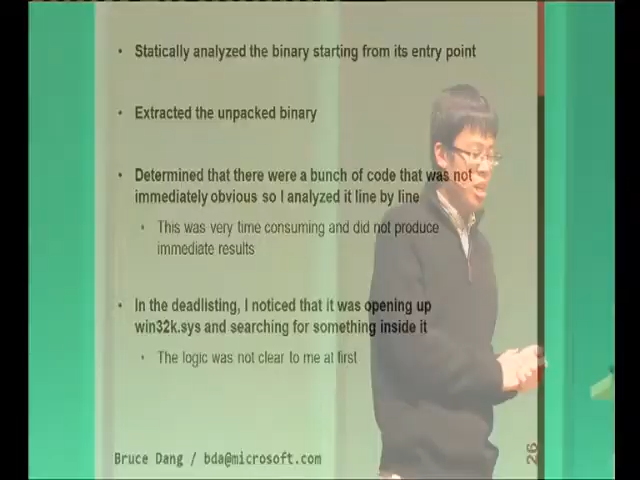 • Statically analyzed the binary starting from its entry point
• Extracted the unpacked binary
• Determined that there were a bunch of code that was not
immediately obvious so I analyzed it line by line
• This was very time consuming and did not produce
immediate results
• In the deadlisting, I noticed that it was opening up
win32k.sys and searching for something inside it
• The logic was not clear to me at first
Bruce Dang / bda@microsoft.com
26